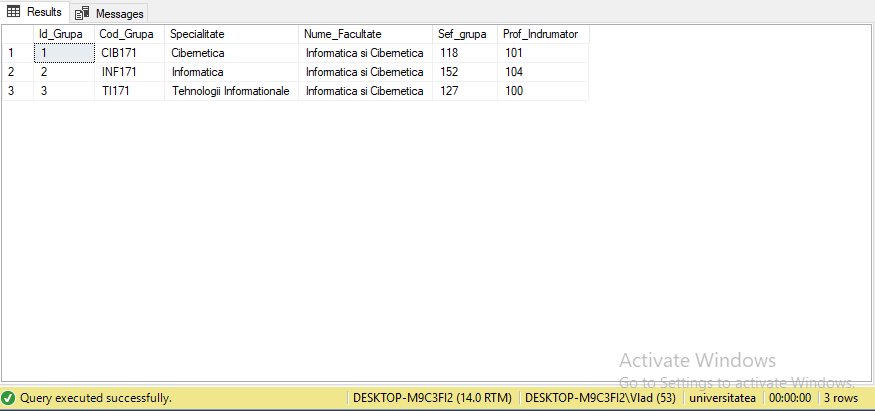 Results Messages
Id_Grupa Cod_Grupa Specialitate Nume_Facultate Sef_grupa Prof_Indrumator
1 1 CIB171 Cibernetica Informatica si Cibernetica 118 101
2 2 INF171 Informatica Informatica si Cibernetica 152 104
3 3 TI171 Tehnologii Informationale Informatica si Cibernetica 127 100
Activate Windows
Go to Settings to activate Windows.
Query executed successfully. DESKTOP-M9C3FI2 (14.0 RTM) DESKTOP-M9C3FI2\Vlad (53) universitatea 00:00:00 3 rows